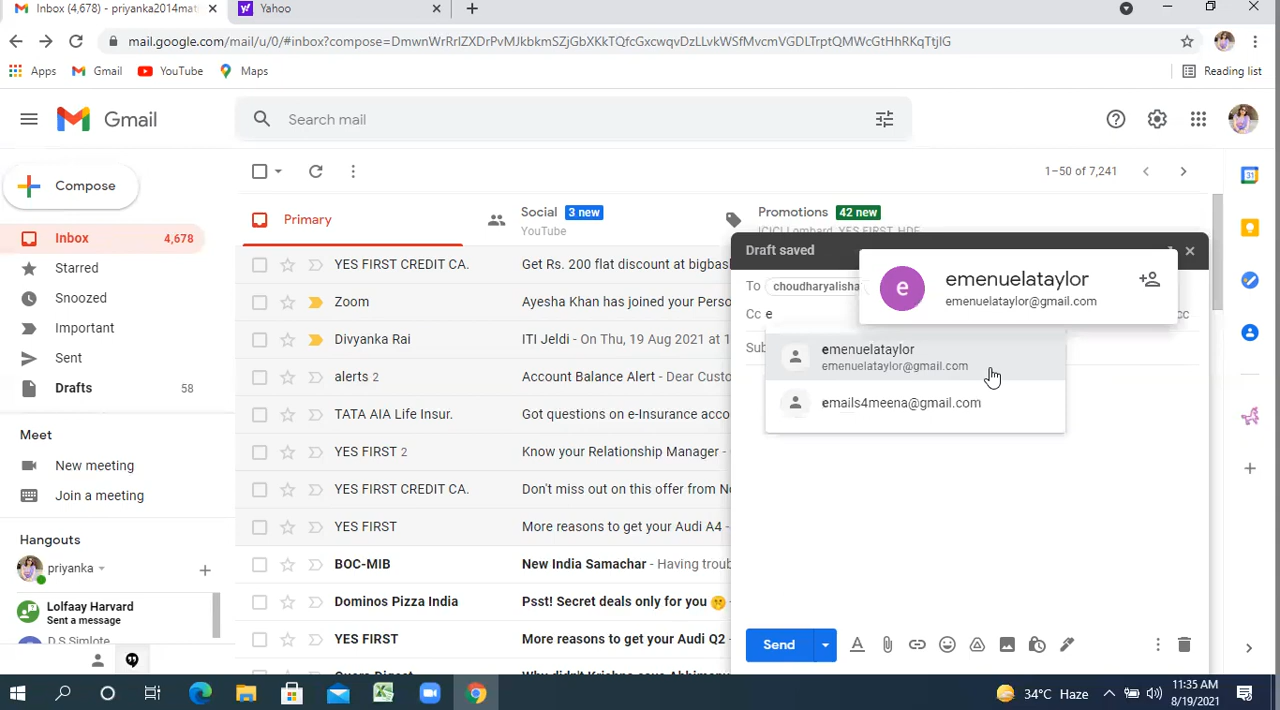 Inbox (4,678) - priyanka2014mat
Yahoo
mail.google.com/mail/u/0/#inbox?compose=DmwnWrRrlZXDrPvMJkbkmSZjGbXKkTQfcGxcwqvDzLLvkWSfMvcmVGDLTrptQMWcGtHhRKqTtjlG
Apps
Gmail
YouTube
Maps
Reading list
Gmail
Search mail
Compose
1–50 of 7,241
Inbox 4,678
Starred
Snoozed
Important
Sent
Drafts 58
Meet
New meeting
Join a meeting
Hangouts
priyanka
Lolfaay Harvard
Sent a message
D S Simlote
Primary
Social 3 new
YouTube
Promotions 42 new
ICICI Lombard, YES FIRST, HDF
YES FIRST CREDIT CA. Get Rs. 200 flat discount at bigbas
Zoom Ayesha Khan has joined your Perso
Divyanka Rai ITI Jeldi - On Thu, 19 Aug 2021 at
alerts 2 Account Balance Alert - Dear Custo
TATA AIA Life Insur. Got questions on e-Insurance acco
YES FIRST 2 Know your Relationship Manager -
YES FIRST CREDIT CA. Don't miss out on this offer from No
YES FIRST More reasons to get your Audi A4 -
BOC-MIB New India Samachar - Having troub
Dominos Pizza India Psst! Secret deals only for you
YES FIRST More reasons to get your Audi Q2 -
Draft saved
To choudharyalisha
Cc e
cc
Sub
emenuelataylor
emenuelataylor@gmail.com
emenuelataylor
emenuelataylor@gmail.com
emails4meena@gmail.com
e
Send
34°C Haze
11:35 AM
8/19/2021